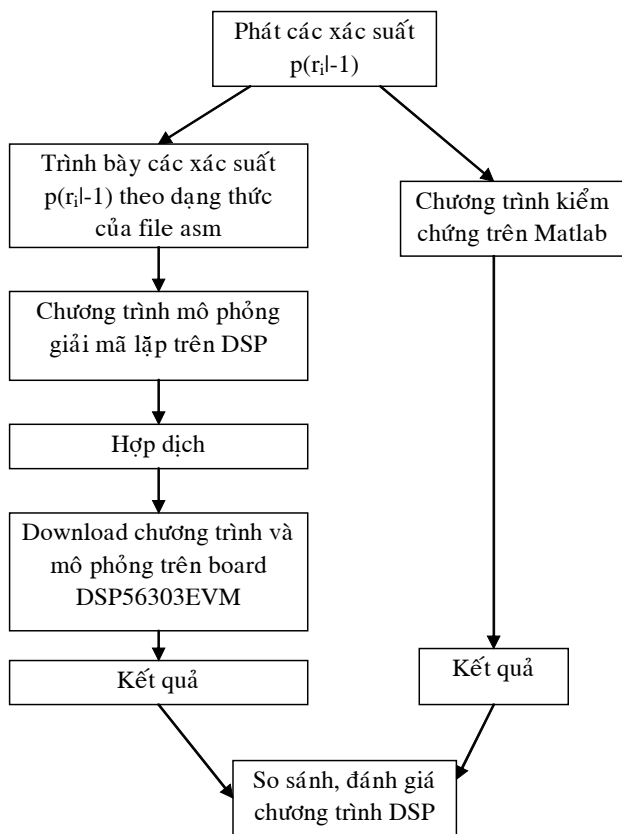 Phát các xác suất
p(rᵢ|-1)
Trình bày các xác suất
p(rᵢ|-1) theo dạng thức
của file asm
Chương trình kiểm
chứng trên Matlab
Chương trình mô phỏng
giải mã lặp trên DSP
Hợp dịch
Download chương trình và
mô phỏng trên board
DSP56303EVM
Kết quả
Kết quả
So sánh, đánh giá
chương trình DSP